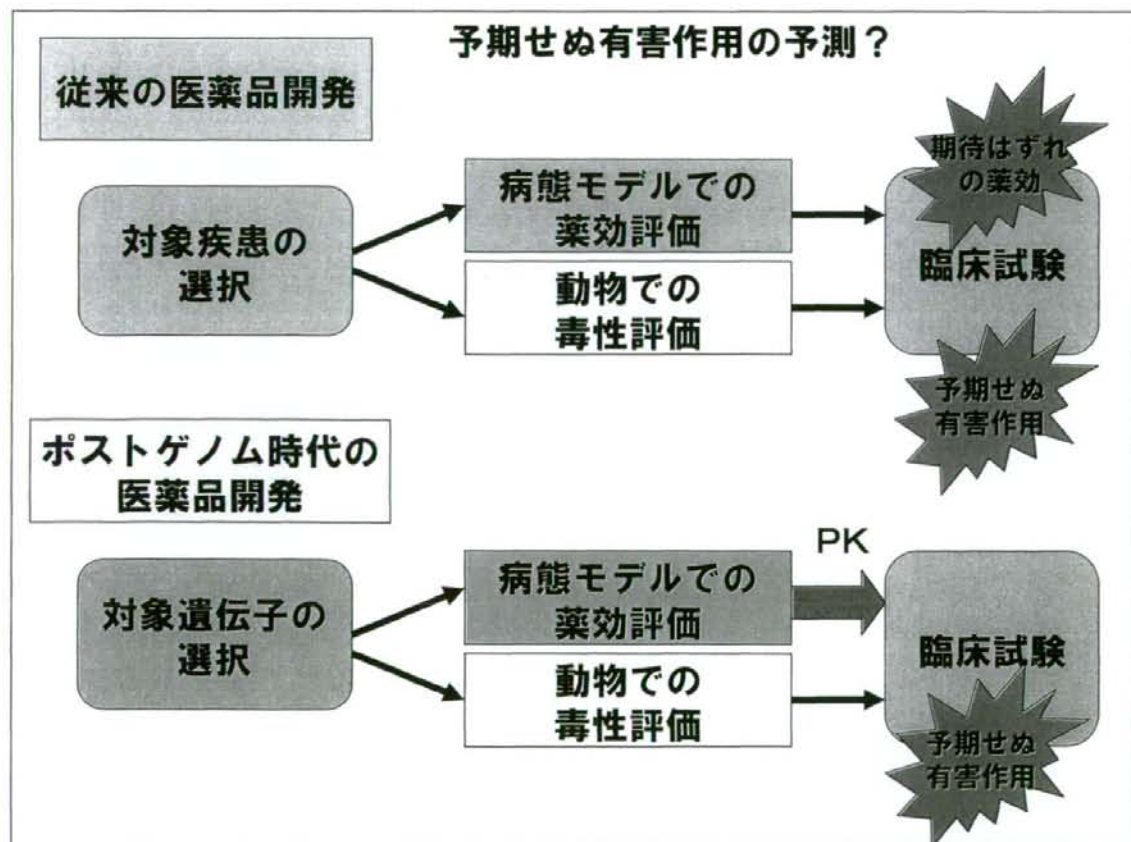 予期せぬ有害作用の予測？
従来の医薬品開発
対象疾患の
選択
病態モデルでの
薬効評価
動物での
毒性評価
期待はずれ
の薬効
臨床試験
予期せぬ
有害作用
ポストゲノム時代の
医薬品開発
対象遺伝子の
選択
病態モデルでの
薬効評価
動物での
毒性評価
PK
臨床試験
予期せぬ
有害作用